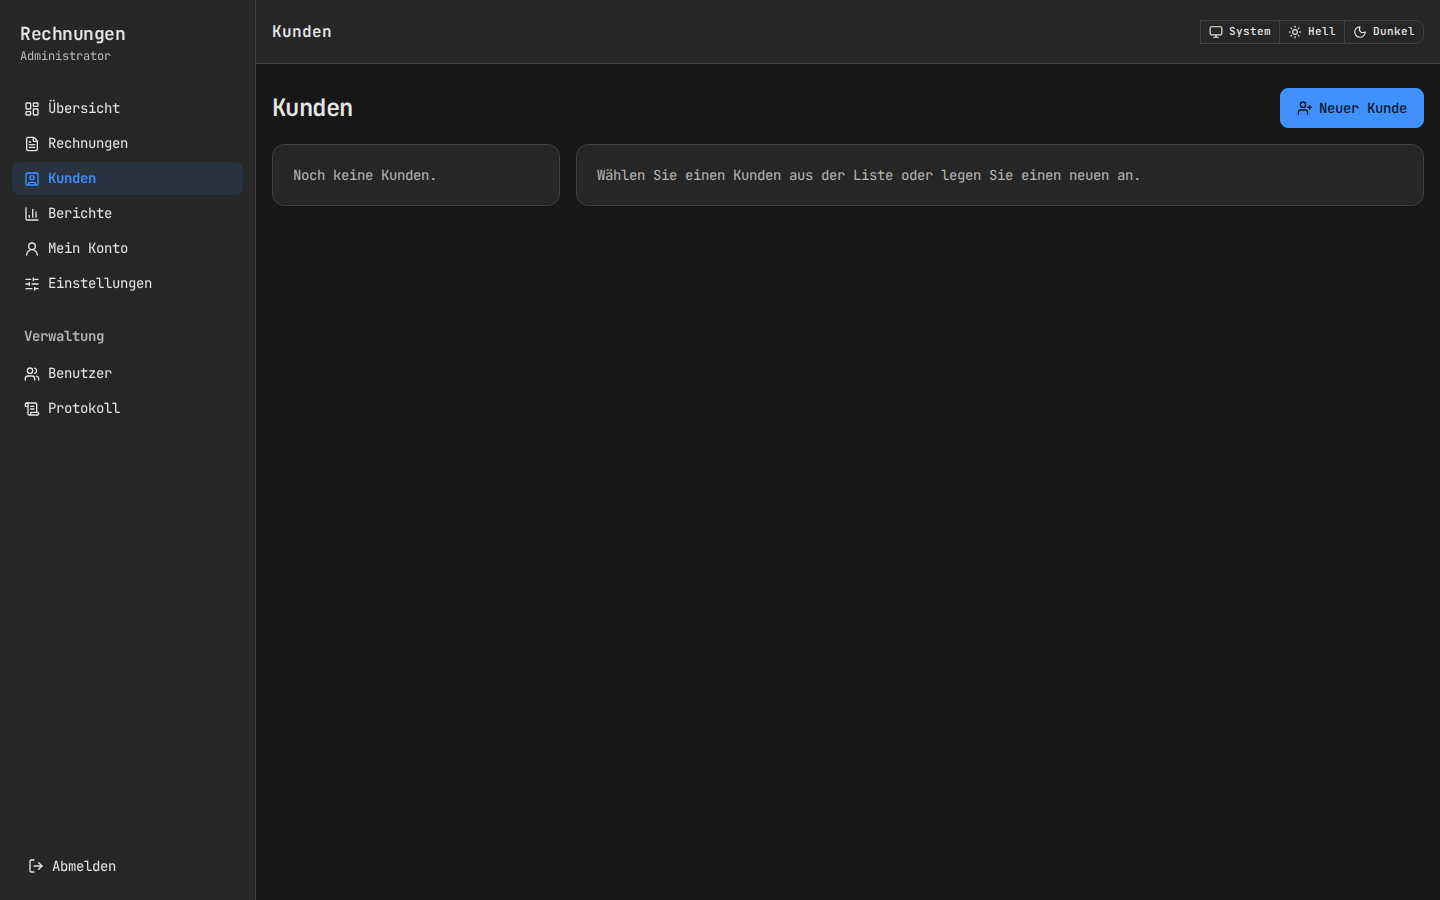 Rechnungen
Administrator
Übersicht
Rechnungen
Kunden
Berichte
Mein Konto
Einstellungen
Verwaltung
Benutzer
Protokoll
Abmelden
Kunden
System Hell Dunkel
Kunden
Neuer Kunde
Noch keine Kunden.
Wählen Sie einen Kunden aus der Liste oder legen Sie einen neuen an.